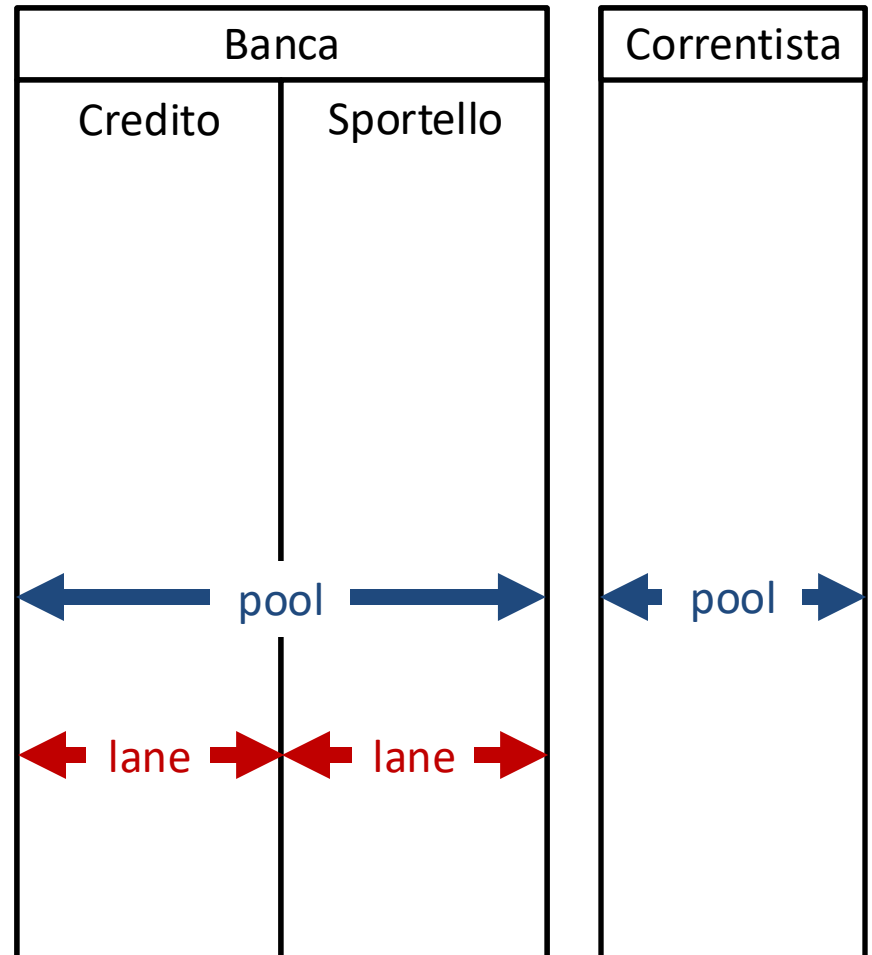 Banca
Correntista
Credito
Sportello
pool
pool
lane
lane